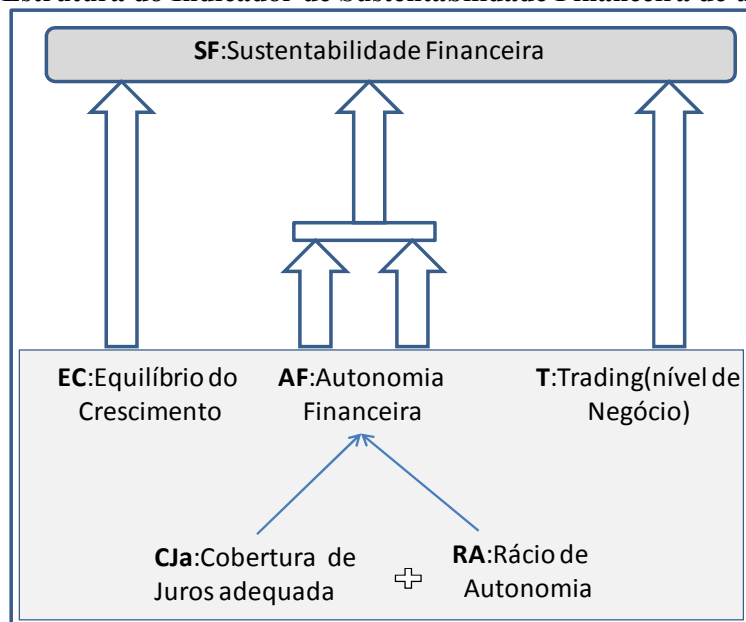 Estrutura do Indicador de Sustentabilidade Financeira de
SF:Sustentabilidade Financeira
EC:Equilíbrio do
Crescimento
AF:Autonomia
Financeira
T:Trading(nível de
Negócio)
CJa:Cobertura de
Juros adequada
RA:Rácio de
Autonomia